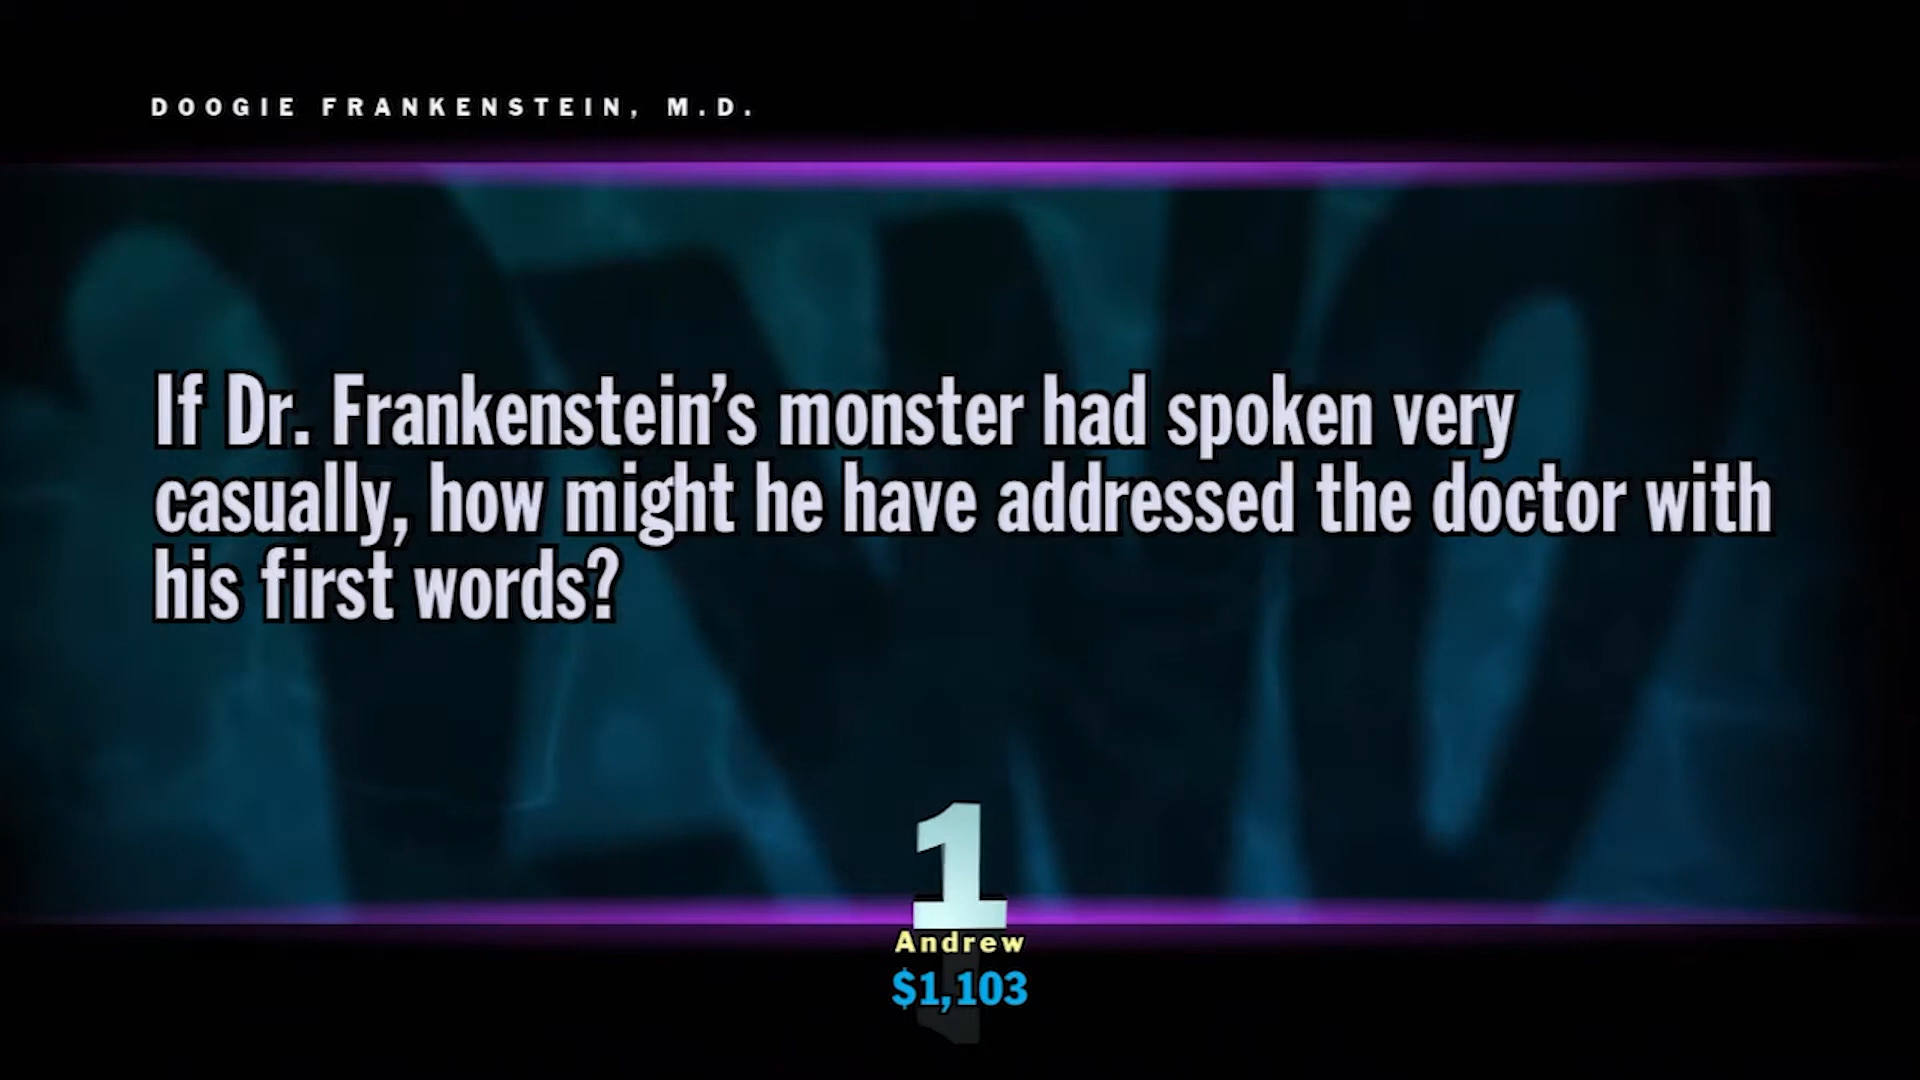 DOOGIE FRANKENSTEIN, M.D.
If Dr. Frankenstein’s monster had spoken very
casually, how might he have addressed the doctor with
his first words?
1
Andrew
$1,103